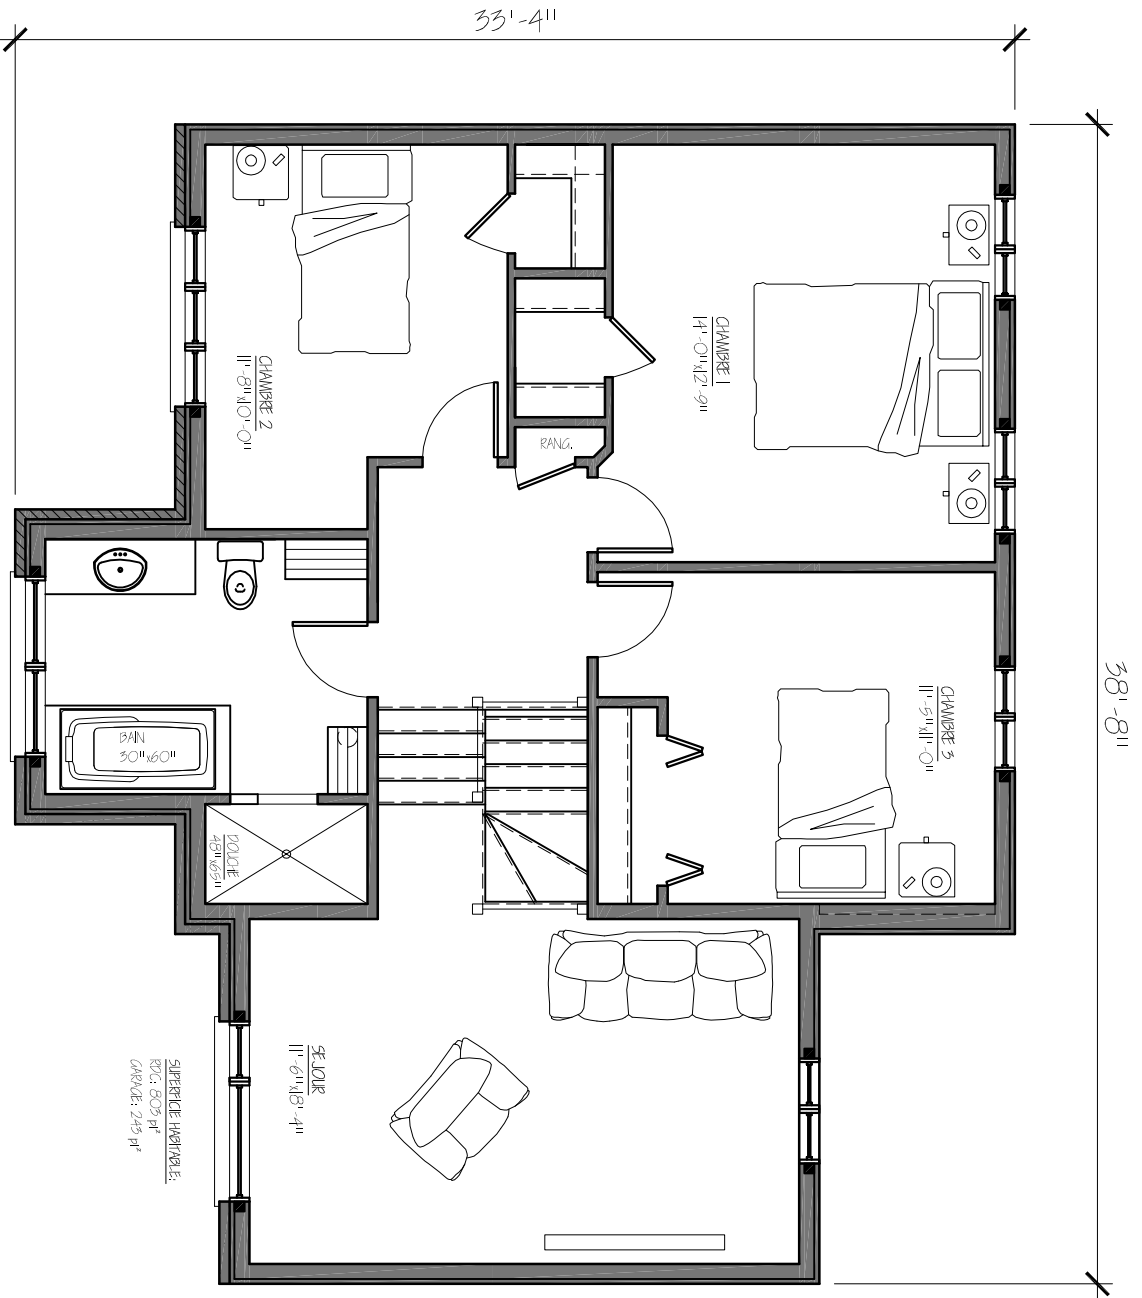 33'-4"
38'-8"
CHAMBRE 2
11'-8"x10'-0"
CHAMBRE 1
14'-0"x12'-9"
RANG.
CHAMBRE 3
11'-5"x11'-0"
BAIN
30"x60"
DOUCHE
48"x65"
SEJOUR
11'-6"x18'-4"
SUPERFICIE HABITABLE:
RDC: 803 pi²
GARAGE: 243 pi²